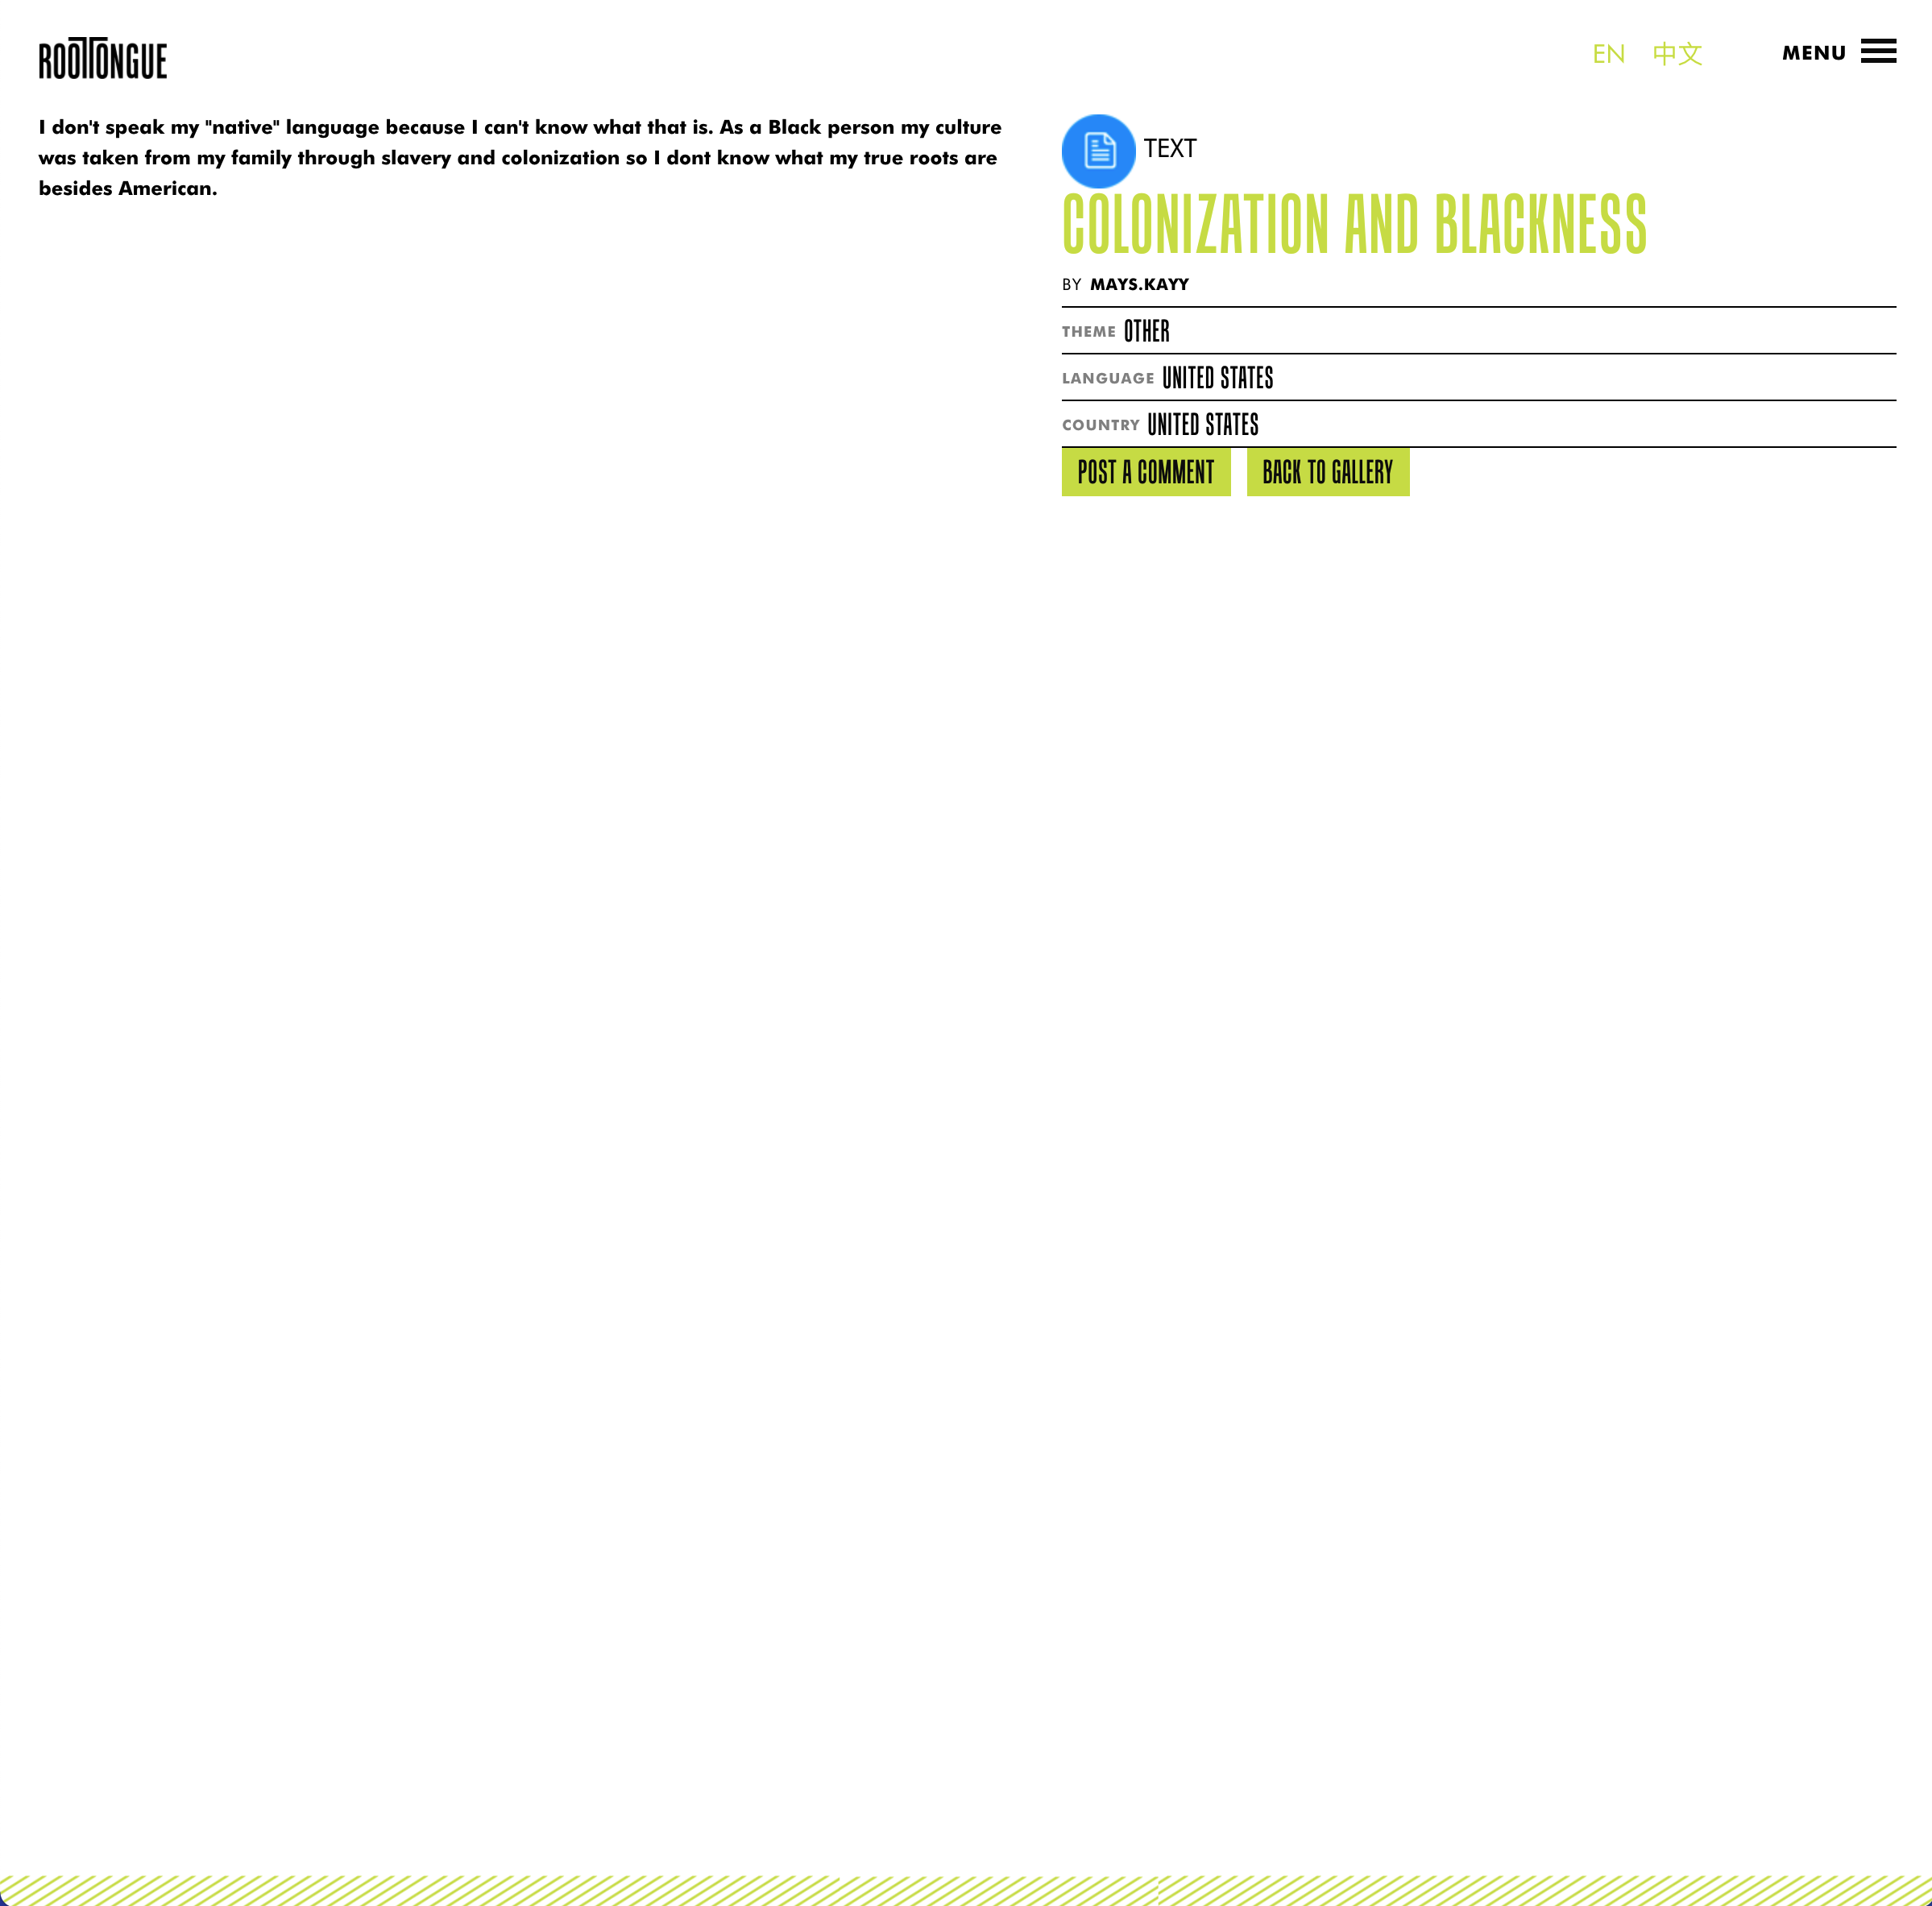 ROOTTONGUE
EN 中文 MENU
I don't speak my "native" language because I can't know what that is. As a Black person my culture
was taken from my family through slavery and colonization so I dont know what my true roots are
besides American.
TEXT
COLONIZATION AND BLACKNESS
BY MAYS.KAYY
THEME OTHER
LANGUAGE UNITED STATES
COUNTRY UNITED STATES
POST A COMMENT BACK TO GALLERY